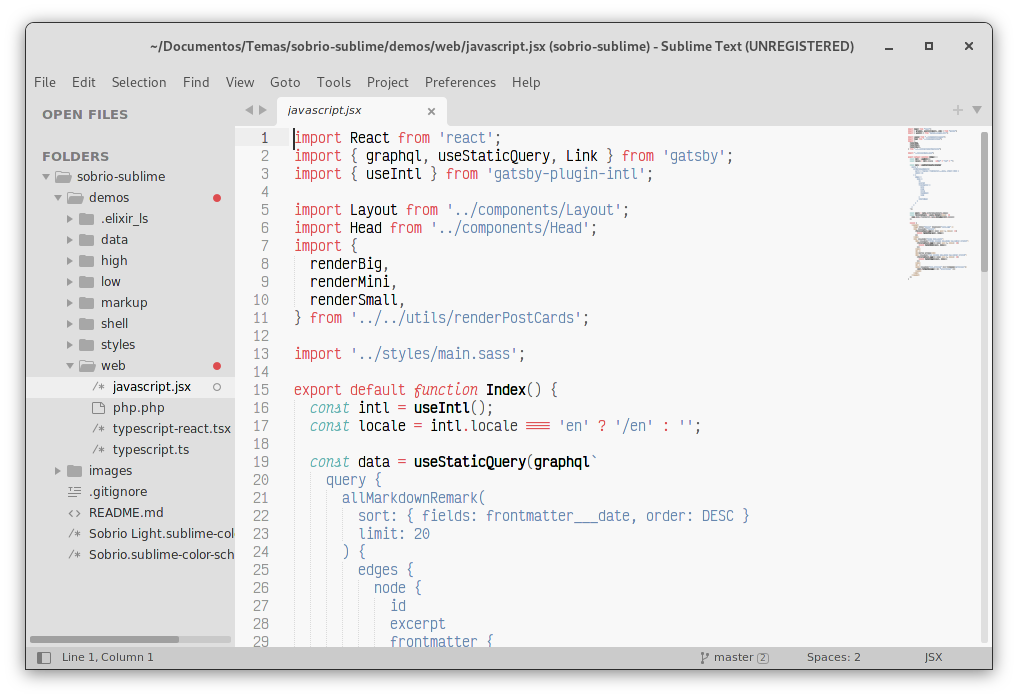 ~/Documentos/Temas/sobrio-sublime/demos/web/javascript.jsx (sobrio-sublime) - Sublime Text (UNREGISTERED)
File Edit Selection Find View Goto Tools Project Preferences Help
OPEN FILES
FOLDERS
sobrio-sublime
demos
.elixir_ls
data
high
low
markup
shell
styles
web
/* javascript.jsx
php.php
/* typescript-react.tsx
/* typescript.ts
images
.gitignore
<> README.md
/* Sobrio Light.sublime-col
/* Sobrio.sublime-color-sch
javascript.jsx
1 import React from 'react';
2 import { graphql, useStaticQuery, Link } from 'gatsby';
3 import { useIntl } from 'gatsby-plugin-intl';
4
5 import Layout from '../components/Layout';
6 import Head from '../components/Head';
7 import {
8 renderBig,
9 renderMini,
10 renderSmall,
11 } from '../../utils/renderPostCards';
12
13 import '../styles/main.sass';
14
15 export default function Index() {
16 const intl = useIntl();
17 const locale = intl.locale === 'en' ? '/en' : '';
18
19 const data = useStaticQuery(graphql`
20 query {
21 allMarkdownRemark(
22 sort: { fields: frontmatter___date, order: DESC }
23 limit: 20
24 ) {
25 edges {
26 node {
27 id
28 excerpt
29 frontmatter {
Line 1, Column 1 master 2 Spaces: 2 JSX